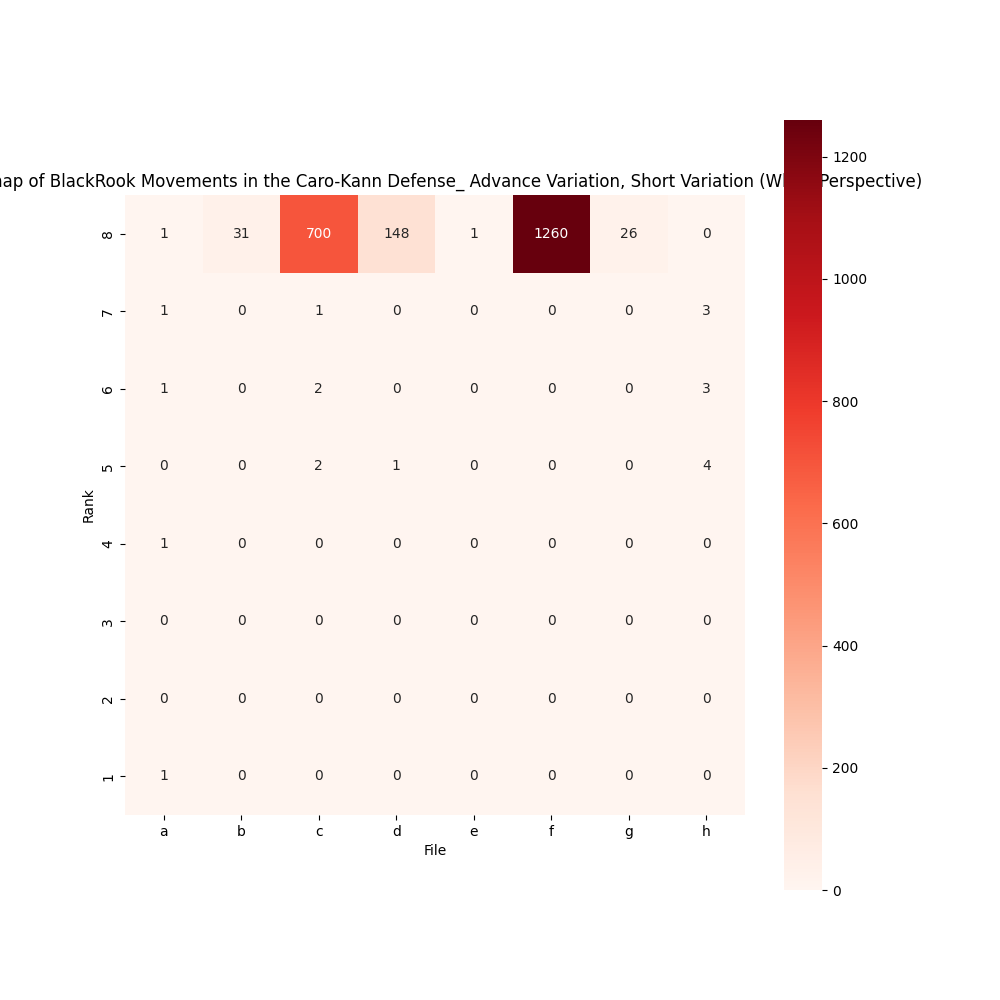 of BlackRook Movements in the Caro-Kann Defense_ Advance Variation, Short Variation Perspective)
1200
8 1 31 700 148 1 1260 26 0
1000
7 1 0 1 0 0 0 0 3
6 1 0 2 0 0 0 0 3
800
5 0 0 2 1 0 0 0 4
Rank
600
4 1 0 0 0 0 0 0 0
3 0 0 0 0 0 0 0 0
400
2 0 0 0 0 0 0 0 0
200
1 1 0 0 0 0 0 0 0
a b c d e f g h
File
0